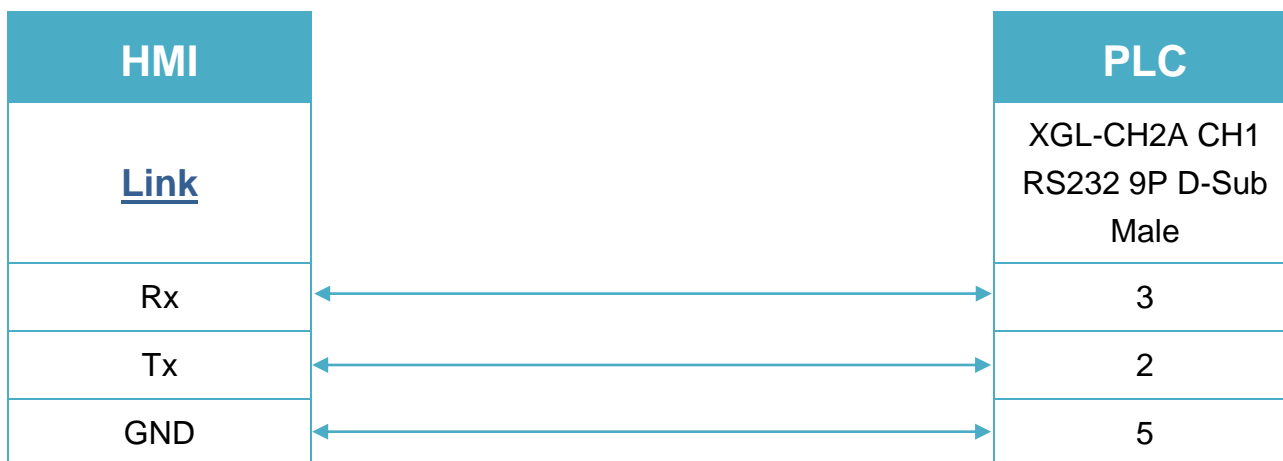 HMI
PLC
Link
XGL-CH2A CH1
RS232 9P D-Sub
Male
Rx
3
Tx
2
GND
5